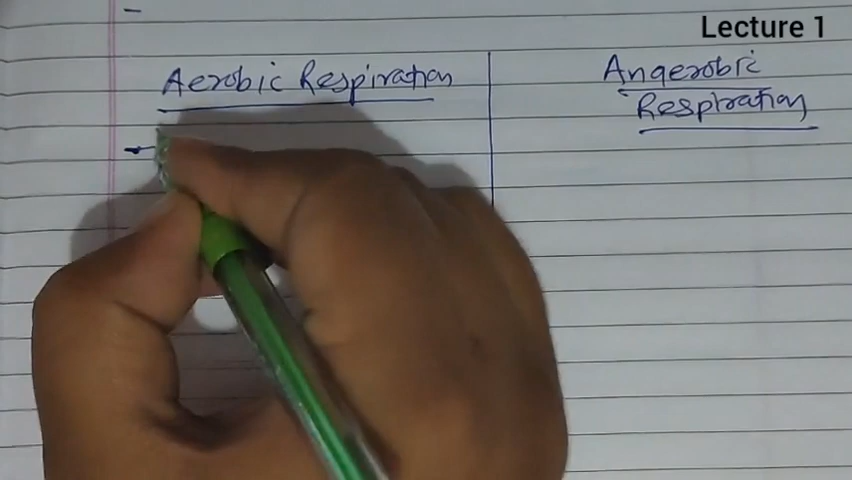 Lecture 1
Aerobic Respiration
Anaerobic
Respiration